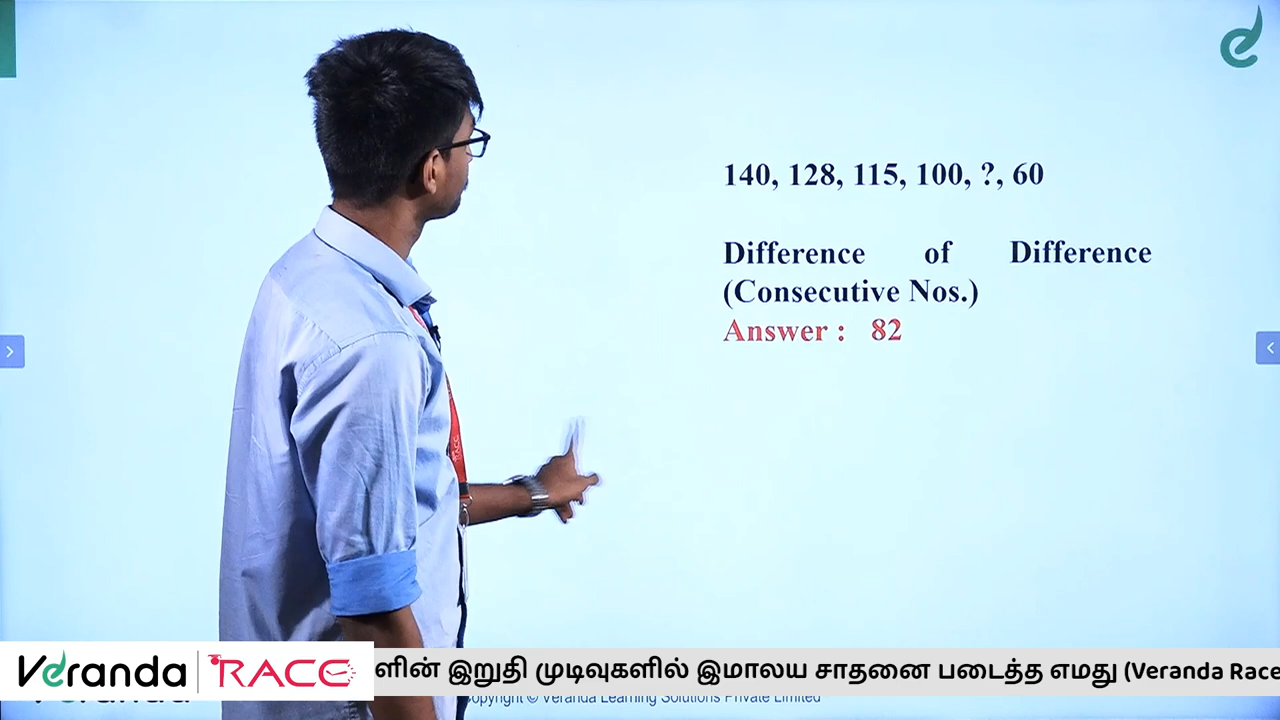 140, 128, 115, 100, ?, 60
Difference of Difference
(Consecutive Nos.)
Answer : 82
RACE
Veranda RACE ளின் இறுதி முடிவுகளில் இமாலய சாதனை படைத்த எமது (Veranda Race
Copyright © Veranda Learning Solutions Private Limited